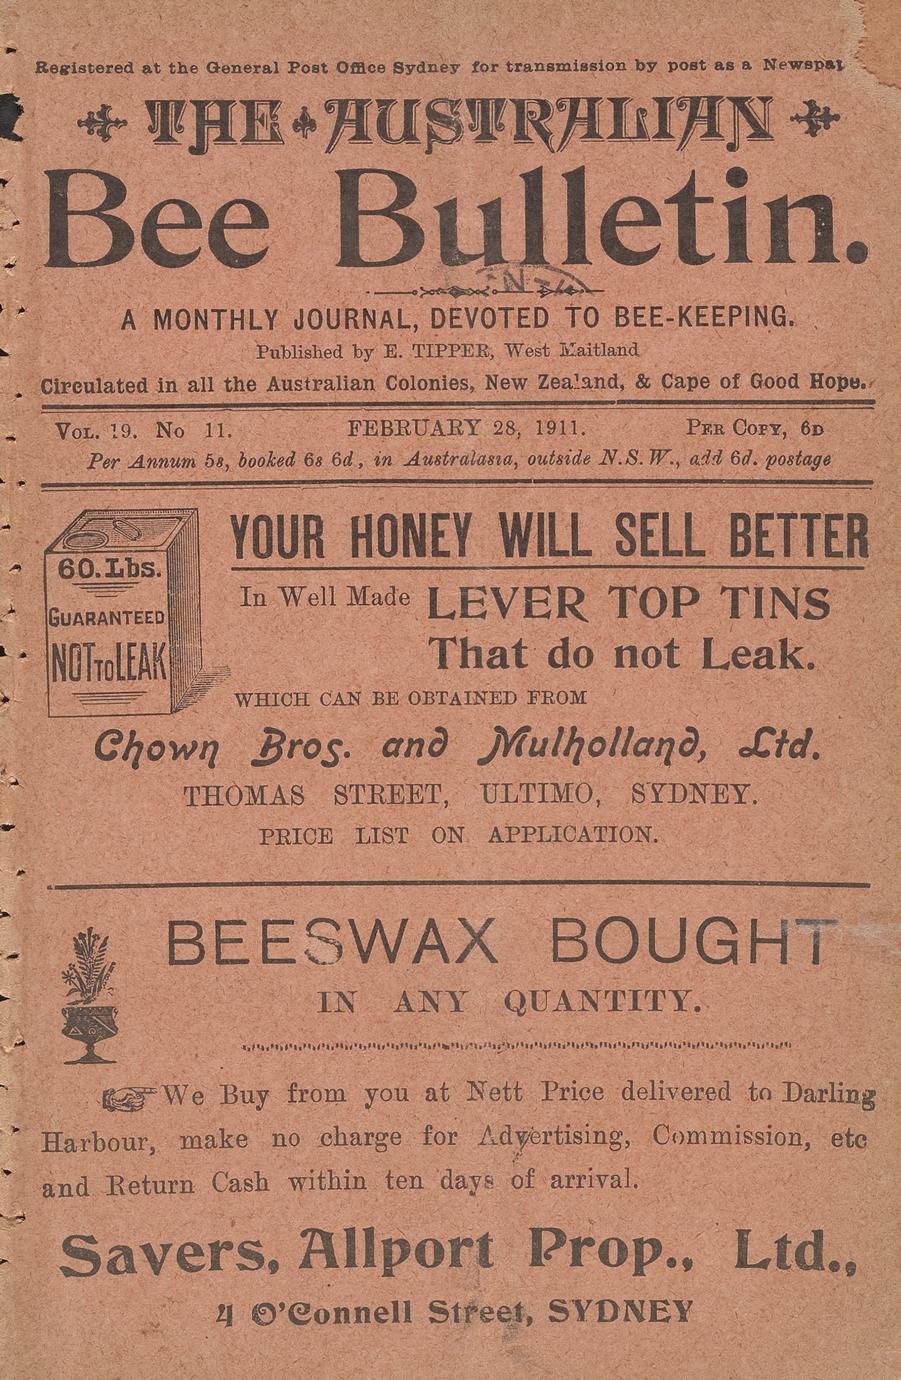 Registered at the General Post Office Sydney for transmission by post as a
THE AUSTRALIAN
Bee Bulletin.
A MONTHLY JOURNAL, DEVOTED TO BEE-KEEPING.
Published by E. TIPPER, West Maitland
Circulated in all the Australian Colonies, New Zealand, & Cape of Good Hope.
VOL. 19. No 11. FEBRUARY 28, 1911. PER COPY, 6D
Per Annum 5s, booked 6s 6d, in Australasia, outside N.S.W., add 6d. postage
60.Lbs.
GUARANTEED
NOT TO LEAK
YOUR HONEY WILL SELL BETTER
In Well Made LEVER TOP TINS
That do not Leak.
WHICH CAN BE OBTAINED FROM
Chown Bros. and Mulholland, Ltd.
THOMAS STREET, ULTIMO, SYDNEY.
PRICE LIST ON APPLICATION.
BEESWAX BOUGHT
IN ANY QUANTITY.
We Buy from you at Nett Price delivered to Darling
Harbour, make no charge for Advertising, Commission, etc
and Return Cash within ten days of arrival.
Savers, Allport Prop., Ltd.,
4 O'Connell Street, SYDNEY